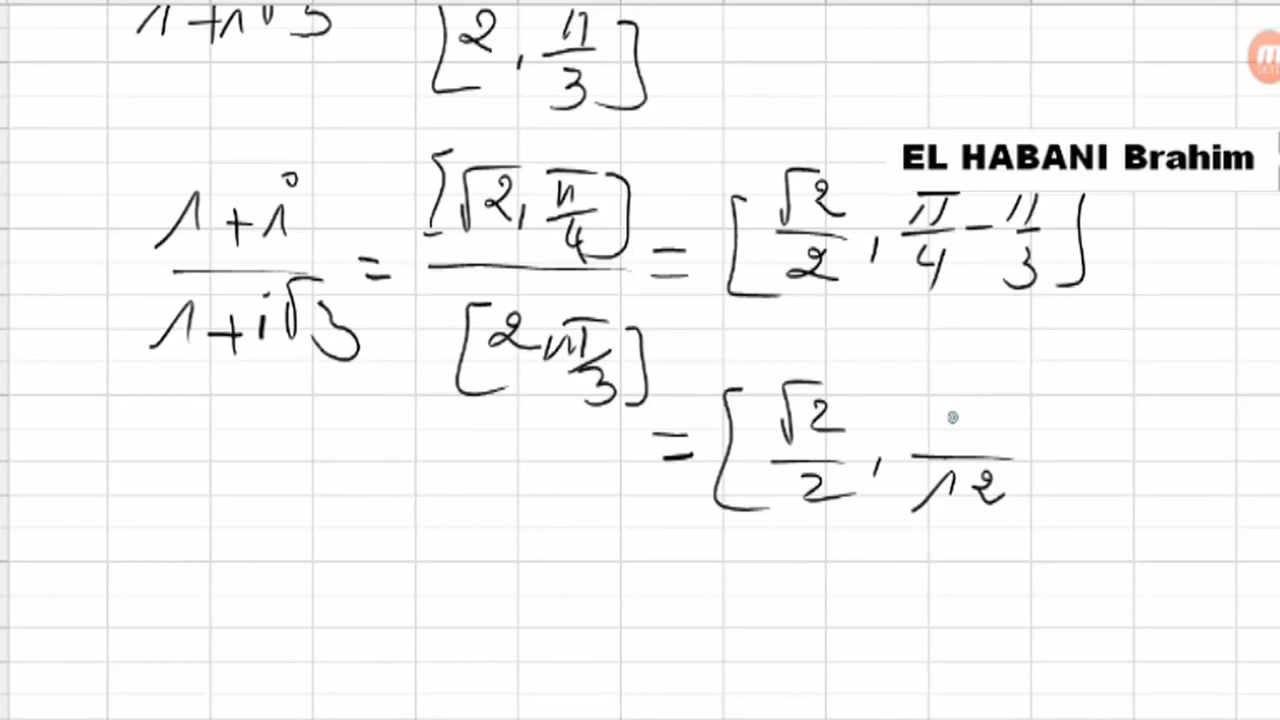 1+i√3 [2, π/3]
EL HABANI Brahim
(1+i)/(1+i√3) = [√2, π/4]/[2, π/3] = [√2/2, π/4 - π/3]
= [√2/2, /12